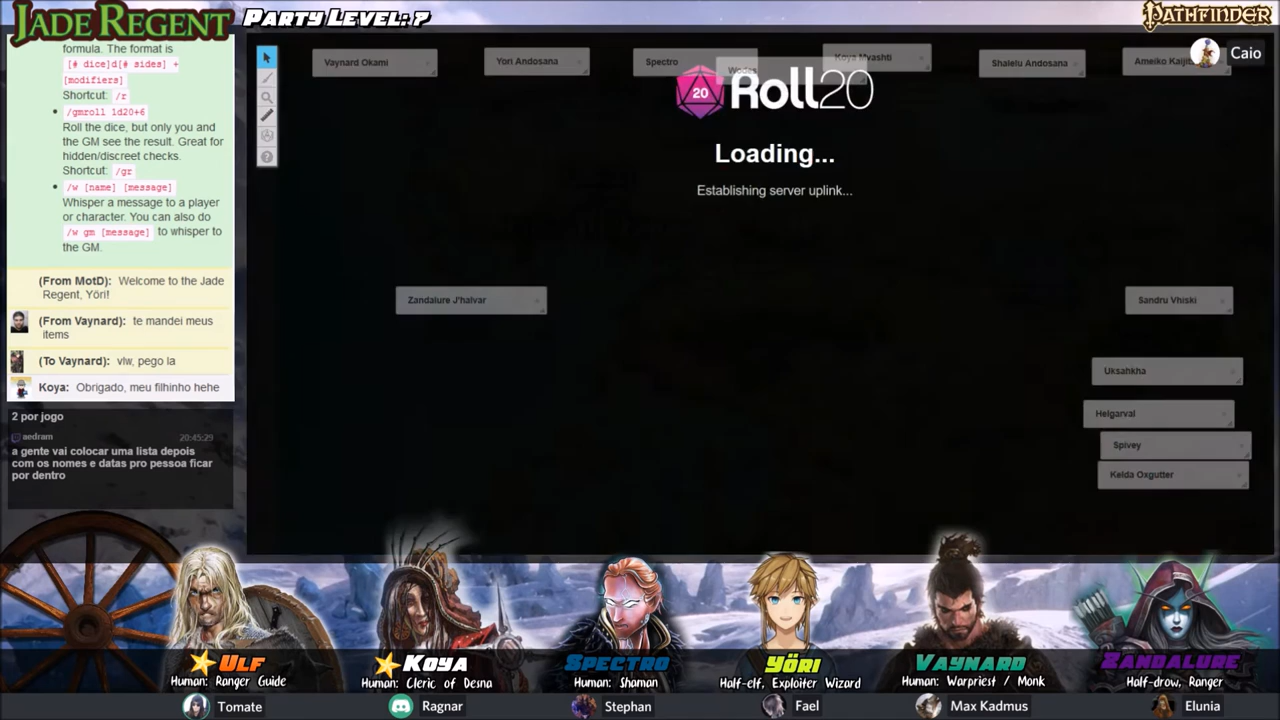 JADE REGENT
PARTY LEVEL: 7
PATHFINDER
Caio
formula. The format is
[# dice]d[# sides] +
[modifiers]
Shortcut: /r
• /gmroll 1d20+6
Roll the dice, but only you and
the GM see the result. Great for
hidden/discreet checks.
Shortcut: /gr
• /w [name] [message]
Whisper a message to a player
or character. You can also do
/w gm [message] to whisper to
the GM.
(From MotD): Welcome to the Jade
Regent, Yöri!
(From Vaynard): te mandei meus
items
(To Vaynard): vlw, pego la
Koya: Obrigado, meu filhinho hehe
2 por jogo
aedram 20:45:29
a gente vai colocar uma lista depois
com os nomes e datas pro pessoa ficar
por dentro
Vaynard Okami
Yori Andosana
Spectro
Koya Mvashti
Shalelu Andosana
20 Roll20
Loading...
Establishing server uplink...
Zandalure J'halvar
Sandru Vhiski
Uksahkha
Helgarval
Spivey
Kelda Oxgutter
ULF
Human: Ranger Guide
Tomate
KOYA
Human: Cleric of Desna
Ragnar
SPECTRO
Human: Shaman
Stephan
YÖRI
Half-elf, Exploiter Wizard
Fael
VAYNARD
Human: Warpriest / Monk
Max Kadmus
ZANDALURE
Half-drow, Ranger
Elunia